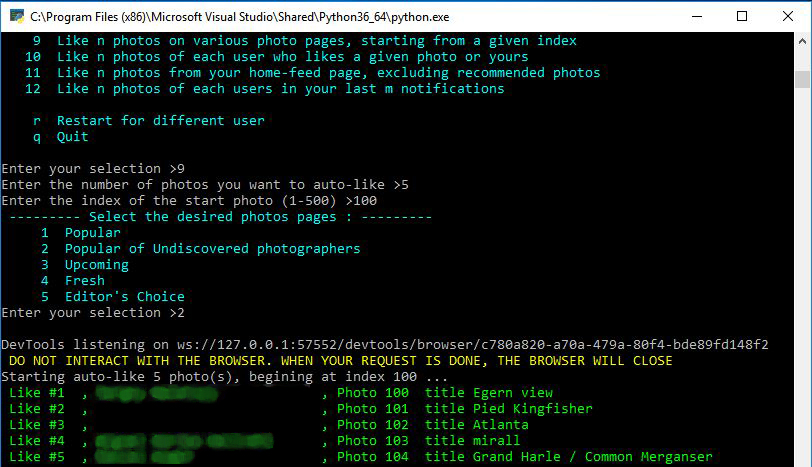 C:\Program Files (x86)\Microsoft Visual Studio\Shared\Python36_64\python.exe
9 Like n photos on various photo pages, starting from a given index
10 Like n photos of each user who likes a given photo or yours
11 Like n photos from your home-feed page, excluding recommended photos
12 Like n photos of each users in your last m notifications
r Restart for different user
q Quit
Enter your selection >9
Enter the number of photos you want to auto-like >5
Enter the index of the start photo (1-500) >100
--------- Select the desired photos pages : ---------
1 Popular
2 Popular of Undiscovered photographers
3 Upcoming
4 Fresh
5 Editor's Choice
Enter your selection >2
DevTools listening on ws://127.0.0.1:57552/devtools/browser/c780a820-a70a-479a-80f4-bde89fd148f2
DO NOT INTERACT WITH THE BROWSER. WHEN YOUR REQUEST IS DONE, THE BROWSER WILL CLOSE
Starting auto-like 5 photo(s), begining at index 100 ...
Like #1 , , Photo 100 title Egern view
Like #2 , , Photo 101 title Pied Kingfisher
Like #3 , , Photo 102 title Atlanta
Like #4 , , Photo 103 title mirall
Like #5 , , Photo 104 title Grand Harle / Common Merganser